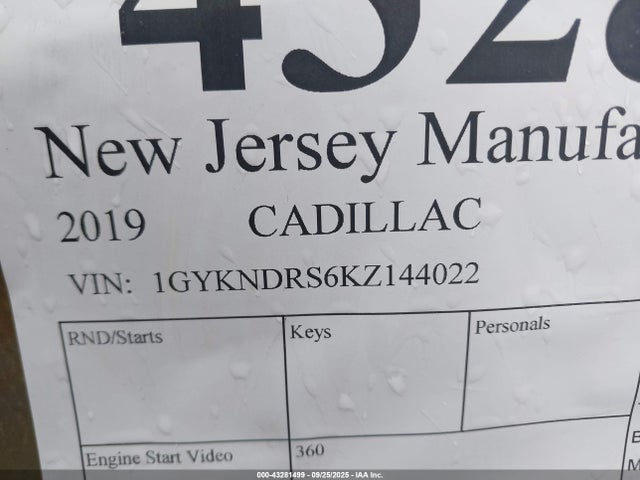 New Jersey Manufa
2019 CADILLAC
VIN: 1GYKNDRS6KZ144022
RND/Starts Keys Personals
Engine Start Video 360
000-43281499 - 09/25/2025 - IAA Inc.